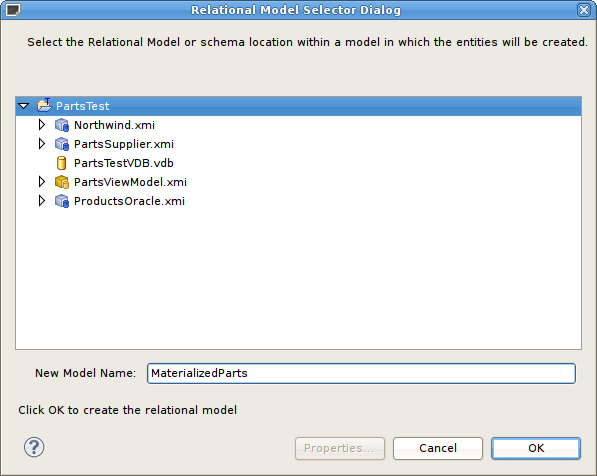 Relational Model Selector Dialog
Select the Relational Model or schema location within a model in which the entities will be created.
PartsTest
Northwind.xmi
PartsSupplier.xmi
PartsTestVDB.vdb
PartsViewModel.xmi
ProductsOracle.xmi
New Model Name: MaterializedParts
Click OK to create the relational model
? Properties... Cancel OK